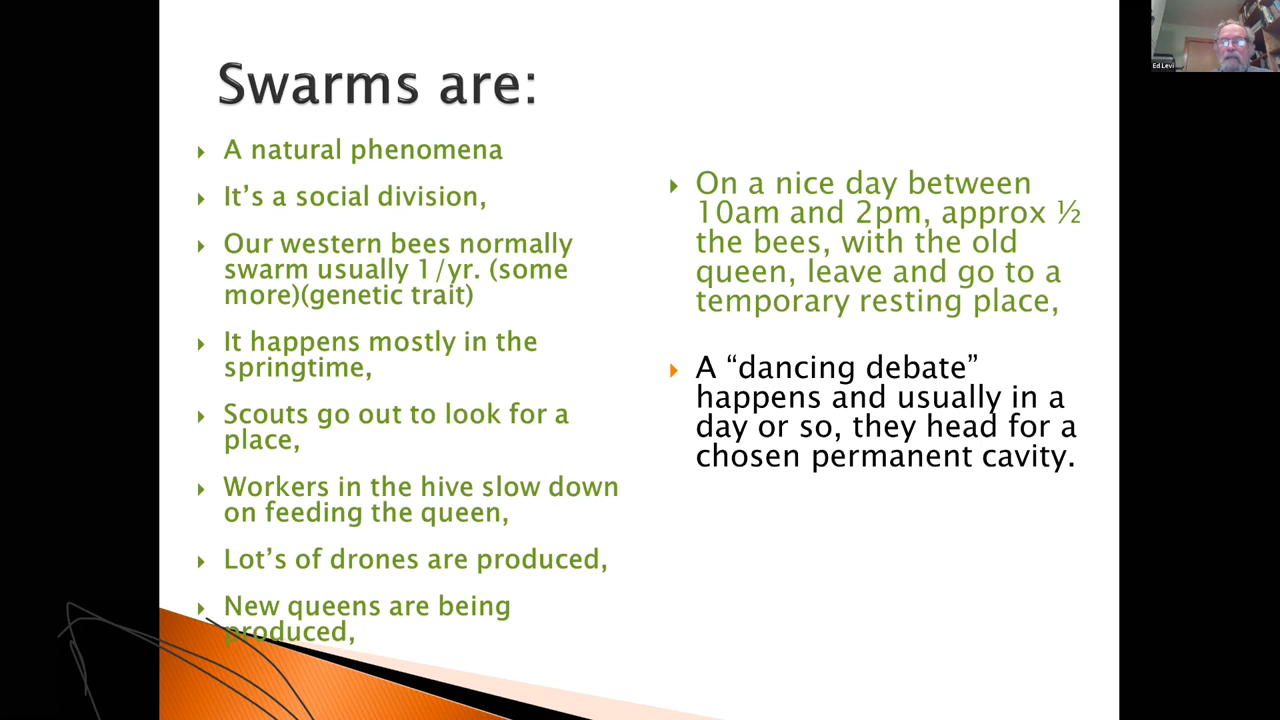 Swarms are:
A natural phenomena
It's a social division,
Our western bees normally
swarm usually 1/yr. (some
more)(genetic trait)
It happens mostly in the
springtime,
Scouts go out to look for a
place,
Workers in the hive slow down
on feeding the queen,
Lot's of drones are produced,
New queens are being
produced,
On a nice day between
10am and 2pm, approx ½
the bees, with the old
queen, leave and go to a
temporary resting place,
A “dancing debate”
happens and usually in a
day or so, they head for a
chosen permanent cavity.
Ed Levi